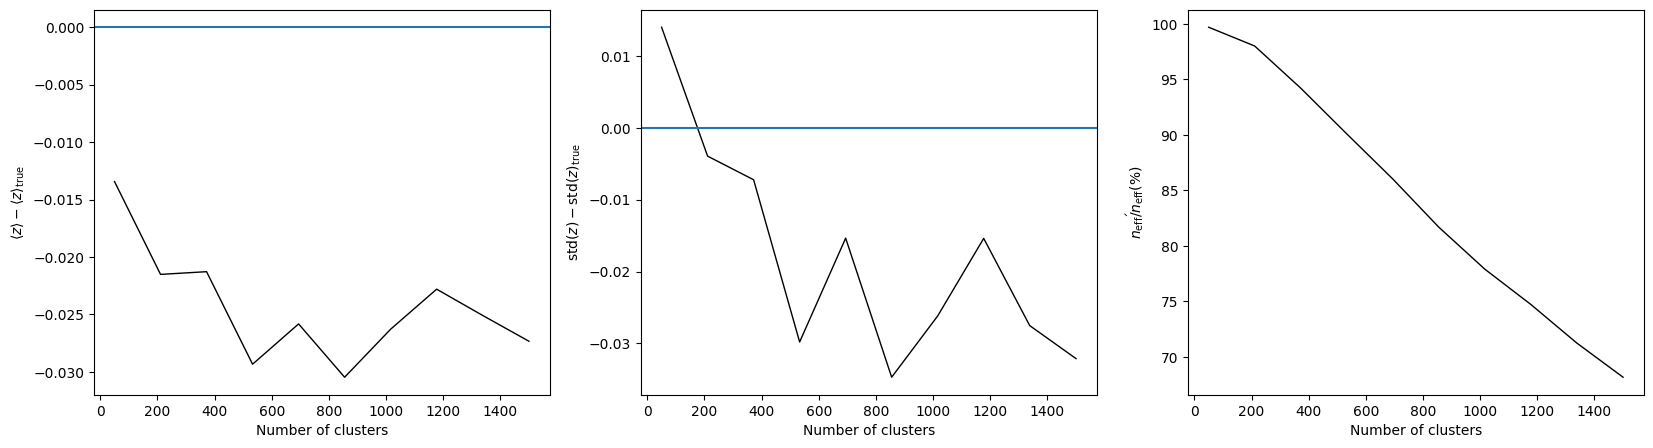 0.000
−0.005
−0.010
−0.015
−0.020
−0.025
−0.030
⟨z⟩ − ⟨z⟩true
0 200 400 600 800 1000 1200 1400
Number of clusters
0.01
0.00
−0.01
−0.02
−0.03
std(z) − std(z)true
0 200 400 600 800 1000 1200 1400
Number of clusters
100
95
90
85
80
75
70
n′eff/neff(%)
0 200 400 600 800 1000 1200 1400
Number of clusters